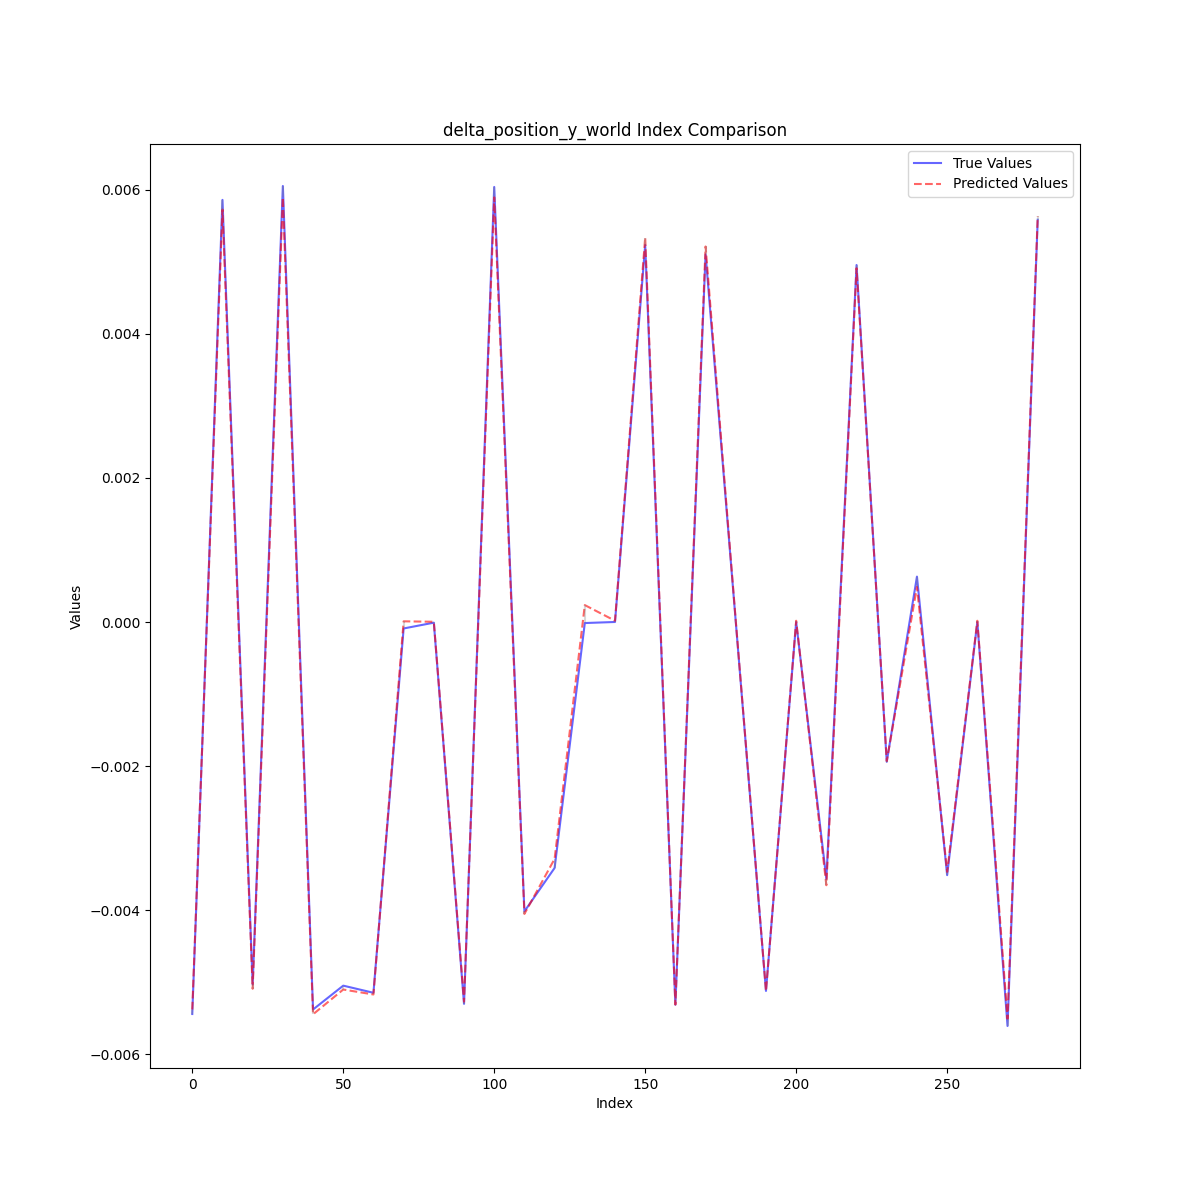 delta_position_y_world Index Comparison
True Values
Predicted Values
0.006
0.004
0.002
0.000
−0.002
−0.004
−0.006
Values
0
50
100
150
200
250
Index